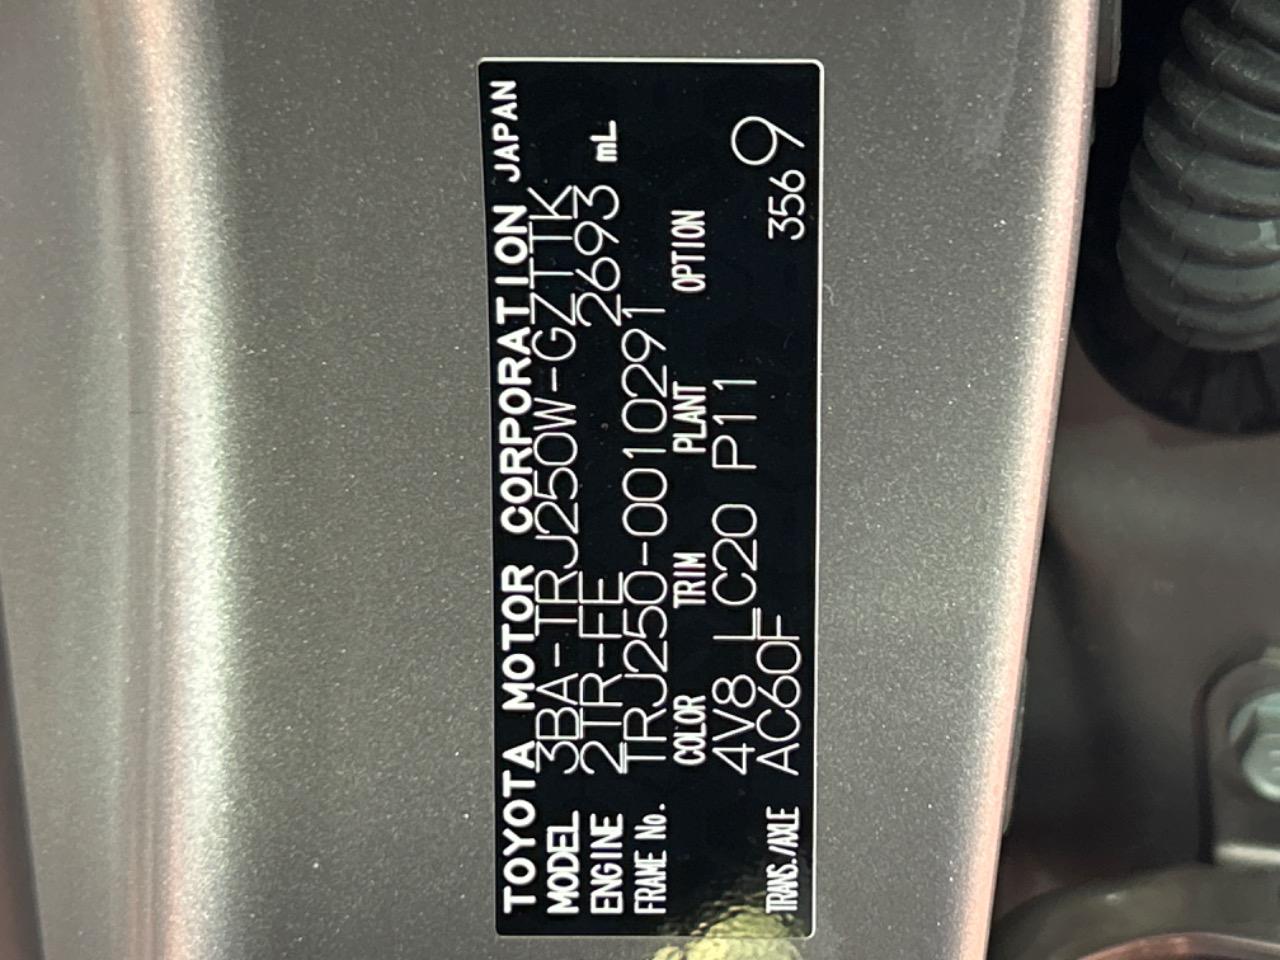 TOYOTA MOTOR CORPORATION JAPAN
MODEL 3BA-TRJ250W-GZTTK
ENGINE 2TR-FE 2693 mL
FRAME No. TRJ250-0010291
COLOR TRIM PLANT OPTION
4V8 LC20 P11 9
TRANS./AXLE AC60F 3569